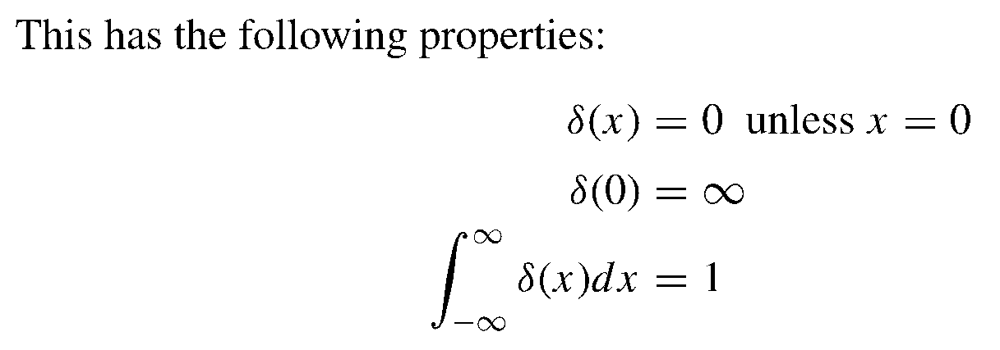 This has the following properties:
δ(x) = 0 unless x = 0
δ(0) = ∞
∫_{-∞}^{∞} δ(x)dx = 1